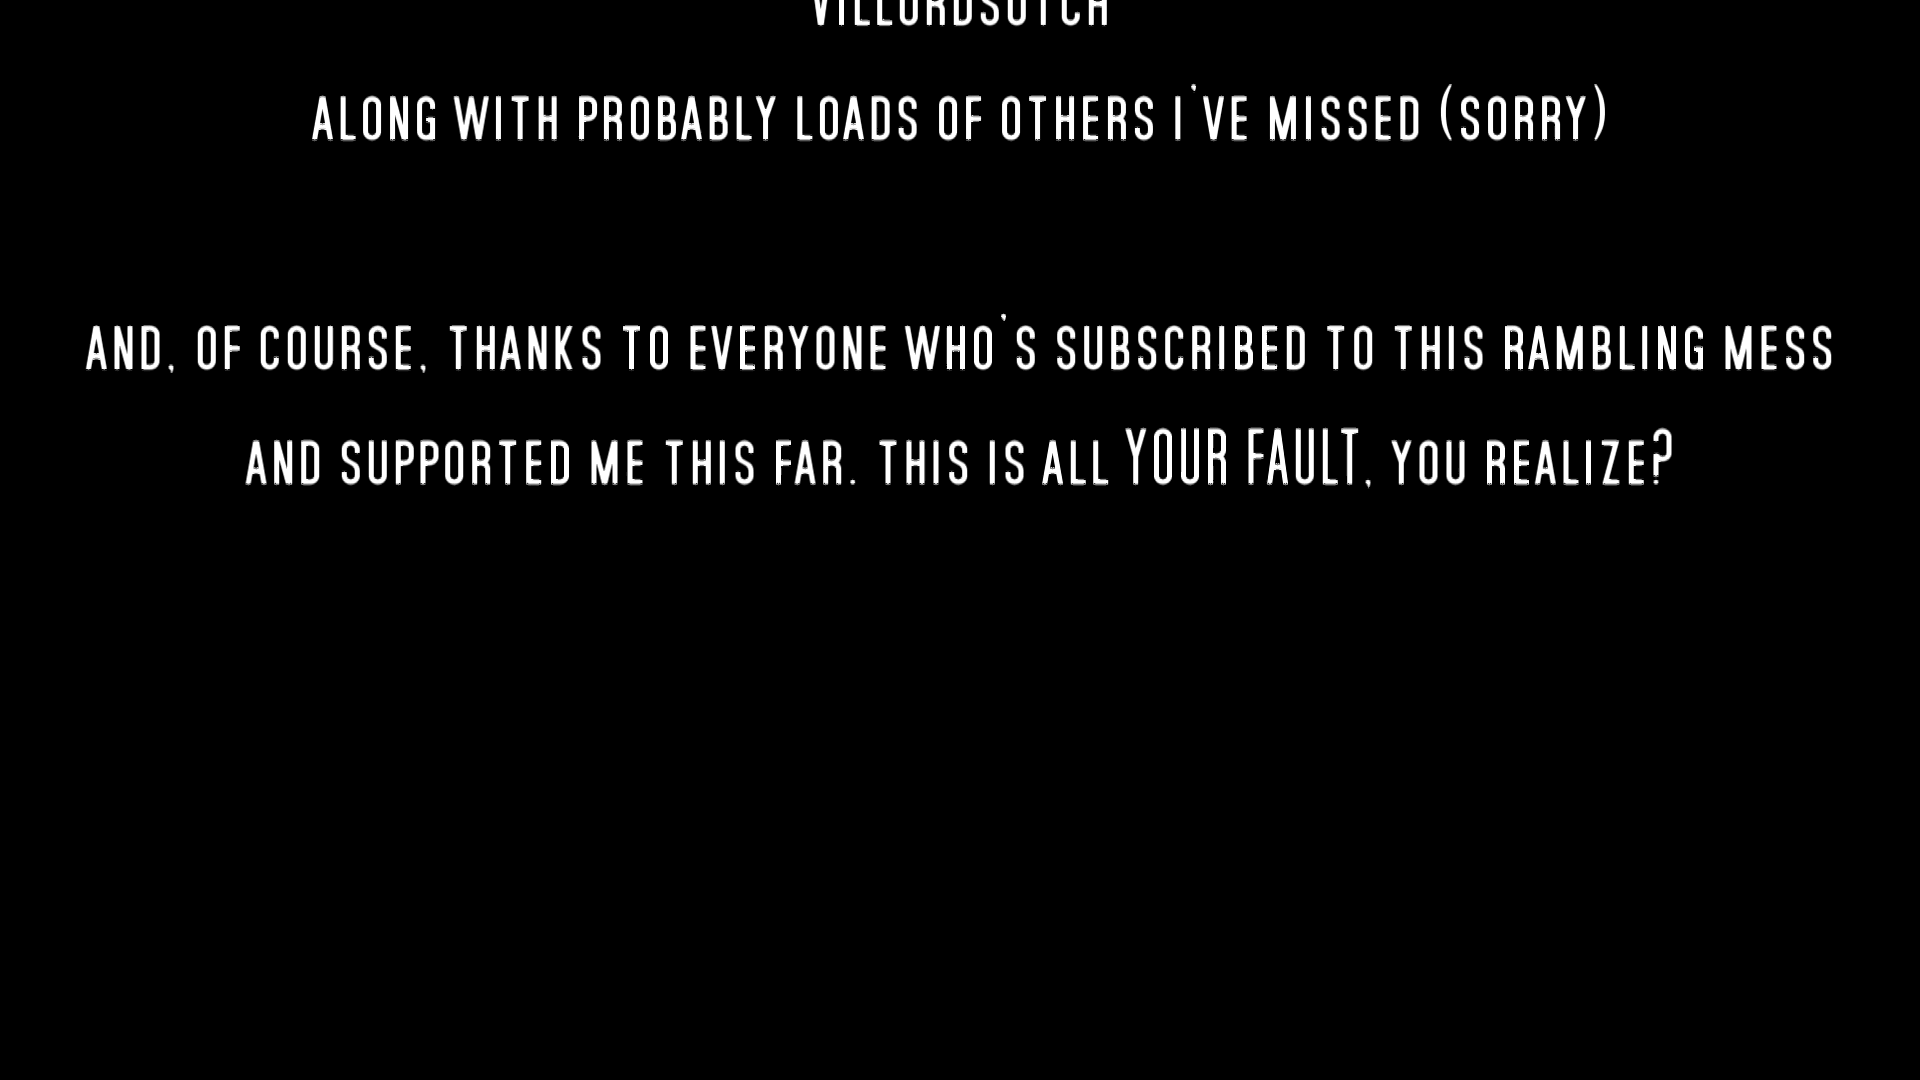 VILLORDSUTCH
ALONG WITH PROBABLY LOADS OF OTHERS I'VE MISSED (SORRY)
AND, OF COURSE, THANKS TO EVERYONE WHO'S SUBSCRIBED TO THIS RAMBLING MESS
AND SUPPORTED ME THIS FAR. THIS IS ALL YOUR FAULT, YOU REALIZE?